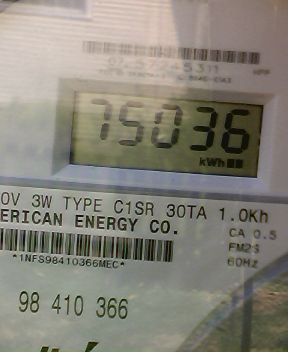 75036
kWh
0V 3W TYPE C1SR 30TA 1.0Kh
ERICAN ENERGY CO.
CA 0.5
FM2S
60Hz
*1NFS98410366MEC*
98 410 366